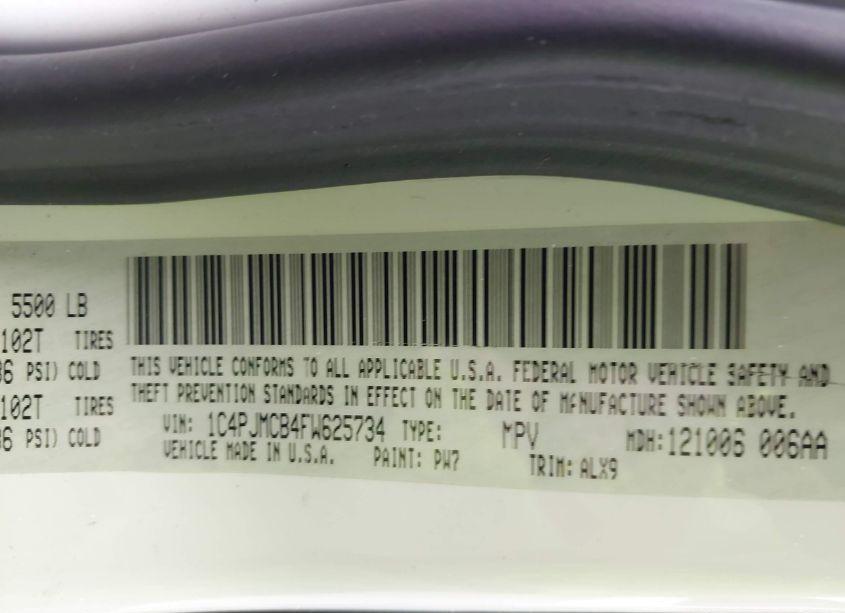 5500 LB
102T TIRES
36 PSI) COLD
102T TIRES
36 PSI) COLD
THIS VEHICLE CONFORMS TO ALL APPLICABLE U.S.A. FEDERAL MOTOR VEHICLE SAFETY AND
THEFT PREVENTION STANDARDS IN EFFECT ON THE DATE OF MANUFACTURE SHOWN ABOVE.
VIN: 1C4PJMCB4FW625734 TYPE: MPV MDH:121006 006AA
VEHICLE MADE IN U.S.A. PAINT: PW7 TRIM:ALX9